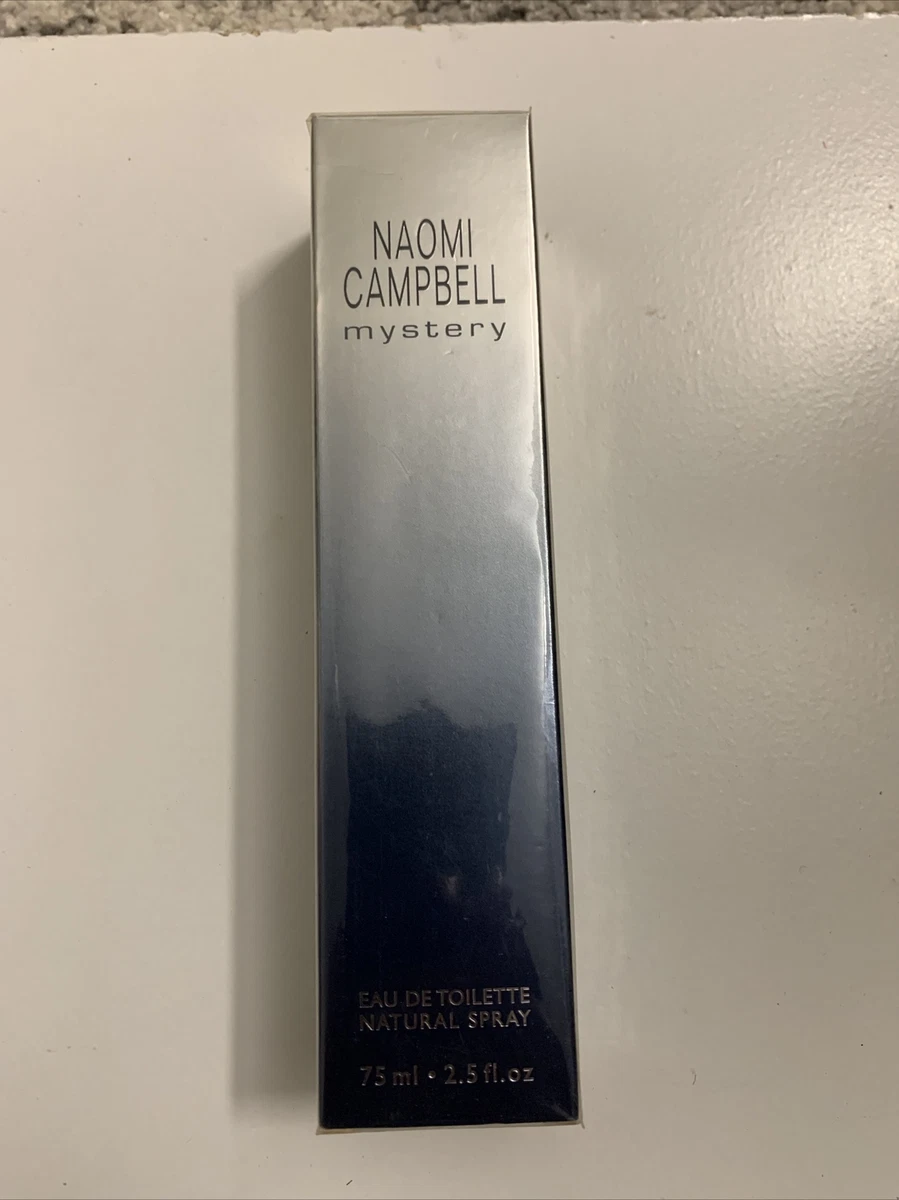 NAOMI
CAMPBELL
mystery
EAU DE TOILETTE
NATURAL SPRAY
75 ml • 2.5 fl.oz